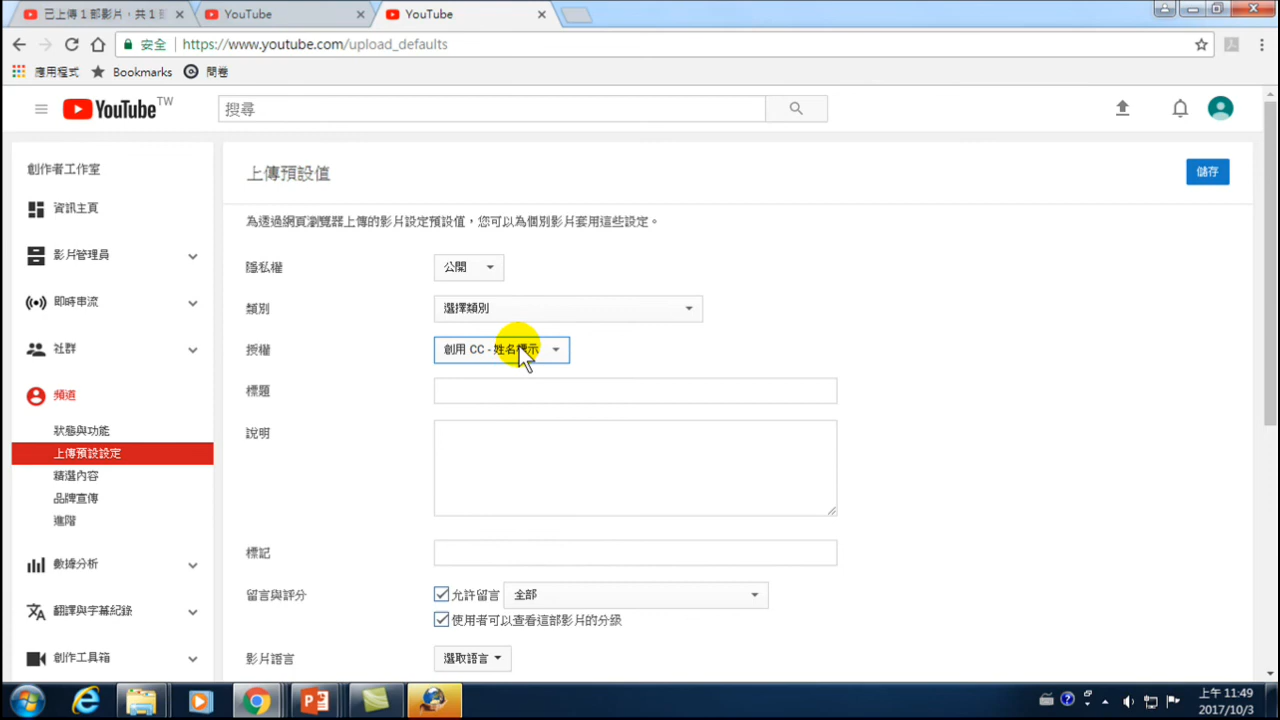 已上傳 1 部影片，共 1 部
YouTube
YouTube
安全
https://www.youtube.com/upload_defaults
應用程式
Bookmarks
問卷
YouTube TW
搜尋
創作者工作室
資訊主頁
影片管理員
即時串流
社群
頻道
狀態與功能
上傳預設設定
精選內容
品牌宣傳
進階
數據分析
翻譯與字幕紀錄
創作工具箱
上傳預設值
儲存
為透過網頁瀏覽器上傳的影片設定預設值，您可以為個別影片套用這些設定。
隱私權
公開
類別
選擇類別
授權
創用 CC - 姓名標示
標題
說明
標記
留言與評分
允許留言
全部
使用者可以查看這部影片的分級
影片語言
選取語言
上午 11:49
2017/10/3